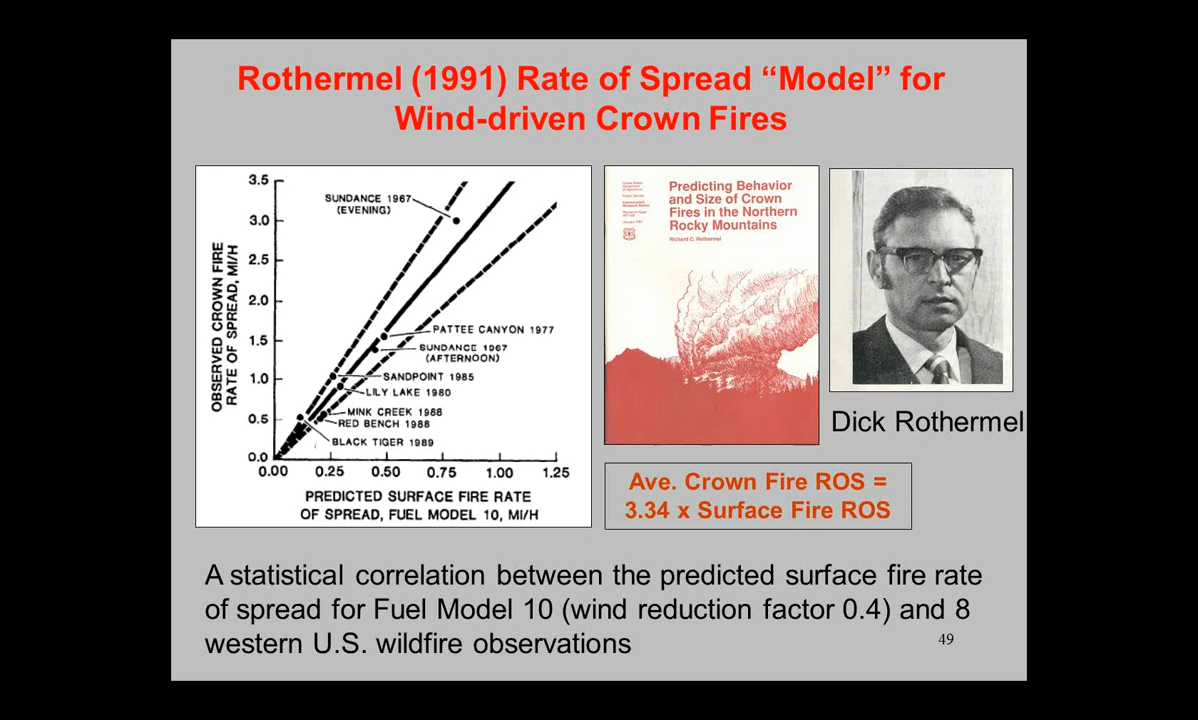 Rothermel (1991) Rate of Spread “Model” for
Wind-driven Crown Fires
3.5
3.0
2.5
2.0
1.5
1.0
0.5
0.0
OBSERVED CROWN FIRE
RATE OF SPREAD, MI/H
SUNDANCE 1967
(EVENING)
PATTEE CANYON 1977
SUNDANCE 1967
(AFTERNOON)
SANDPOINT 1985
LILY LAKE 1980
MINK CREEK 1988
RED BENCH 1988
BLACK TIGER 1989
0.00 0.25 0.50 0.75 1.00 1.25
PREDICTED SURFACE FIRE RATE
OF SPREAD, FUEL MODEL 10, MI/H
Predicting Behavior
and Size of Crown
Fires in the Northern
Rocky Mountains
Richard C. Rothermel
Dick Rothermel
Ave. Crown Fire ROS =
3.34 x Surface Fire ROS
A statistical correlation between the predicted surface fire rate
of spread for Fuel Model 10 (wind reduction factor 0.4) and 8
western U.S. wildfire observations
49